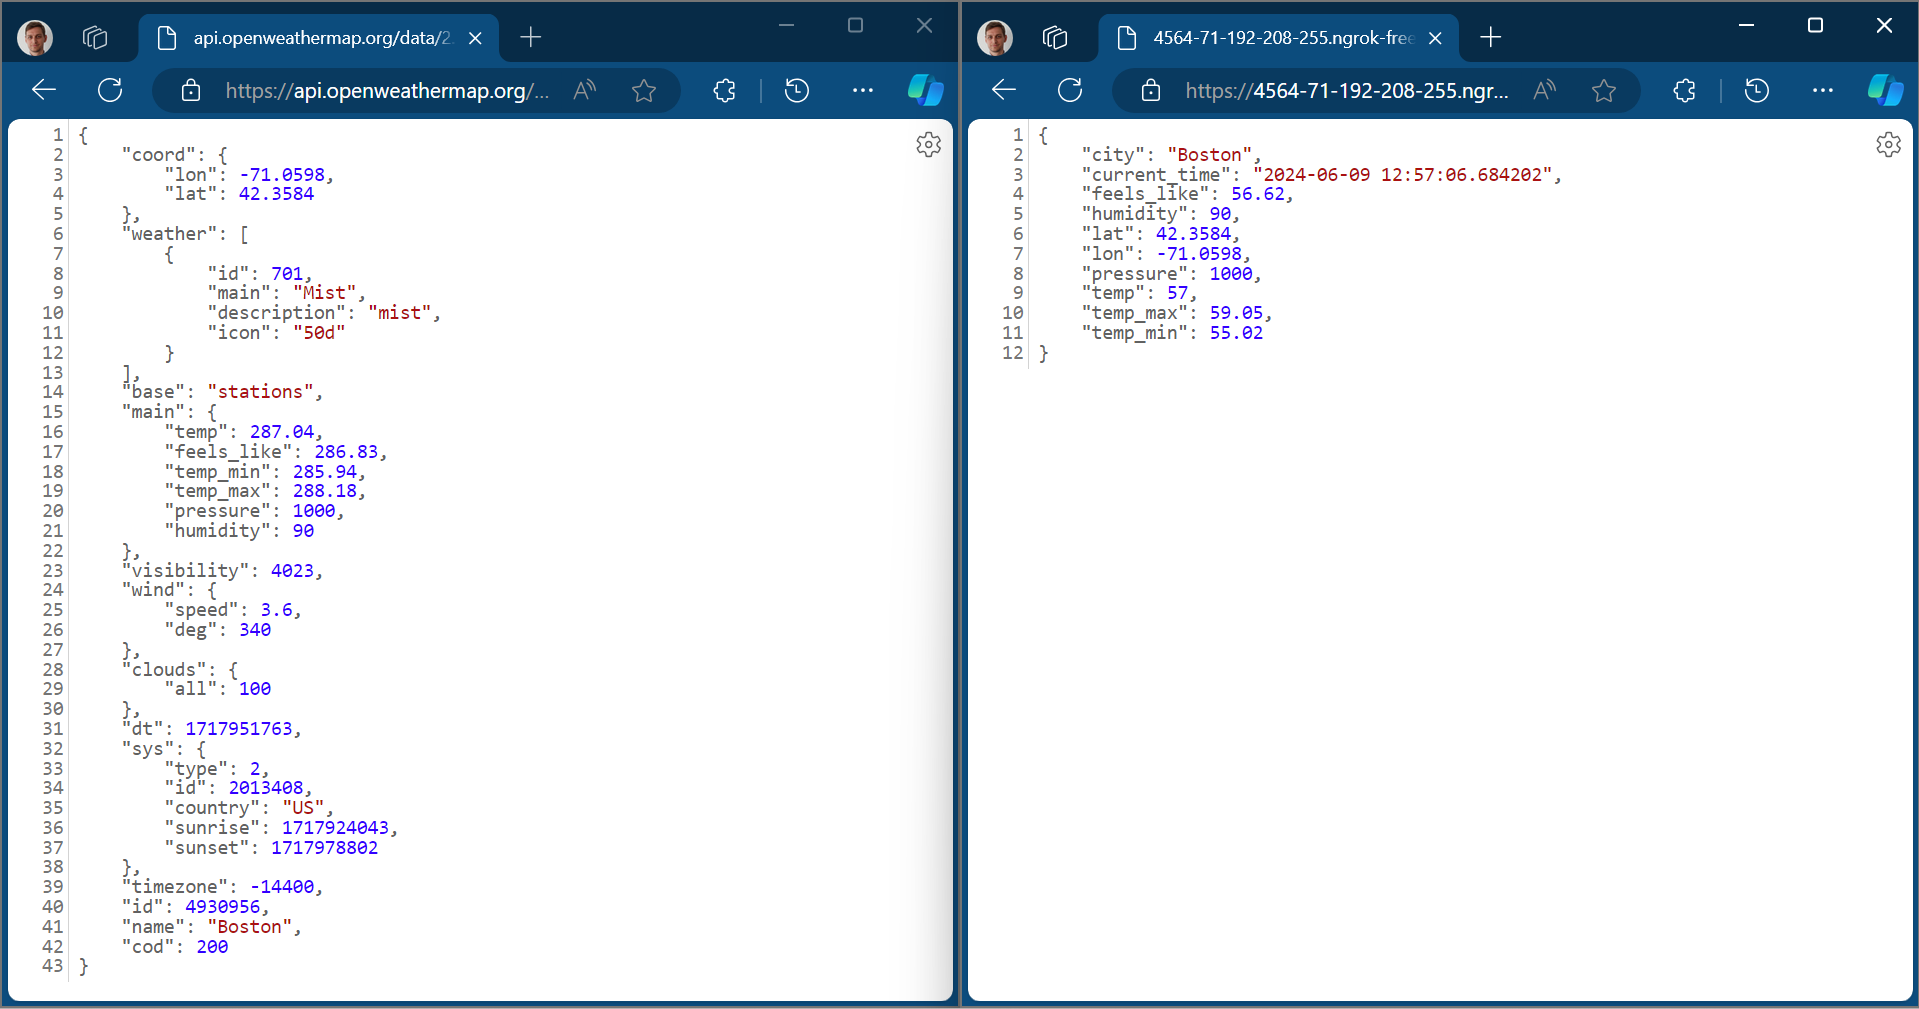 api.openweathermap.org/data/2.
https://api.openweathermap.org/...
1 {
2     "coord": {
3         "lon": -71.0598,
4         "lat": 42.3584
5     },
6     "weather": [
7         {
8             "id": 701,
9             "main": "Mist",
10             "description": "mist",
11             "icon": "50d"
12         }
13     ],
14     "base": "stations",
15     "main": {
16         "temp": 287.04,
17         "feels_like": 286.83,
18         "temp_min": 285.94,
19         "temp_max": 288.18,
20         "pressure": 1000,
21         "humidity": 90
22     },
23     "visibility": 4023,
24     "wind": {
25         "speed": 3.6,
26         "deg": 340
27     },
28     "clouds": {
29         "all": 100
30     },
31     "dt": 1717951763,
32     "sys": {
33         "type": 2,
34         "id": 2013408,
35         "country": "US",
36         "sunrise": 1717924043,
37         "sunset": 1717978802
38     },
39     "timezone": -14400,
40     "id": 4930956,
41     "name": "Boston",
42     "cod": 200
43 }
4564-71-192-208-255.ngrok-free
https://4564-71-192-208-255.ngr...
1 {
2     "city": "Boston",
3     "current_time": "2024-06-09 12:57:06.684202",
4     "feels_like": 56.62,
5     "humidity": 90,
6     "lat": 42.3584,
7     "lon": -71.0598,
8     "pressure": 1000,
9     "temp": 57,
10     "temp_max": 59.05,
11     "temp_min": 55.02
12 }